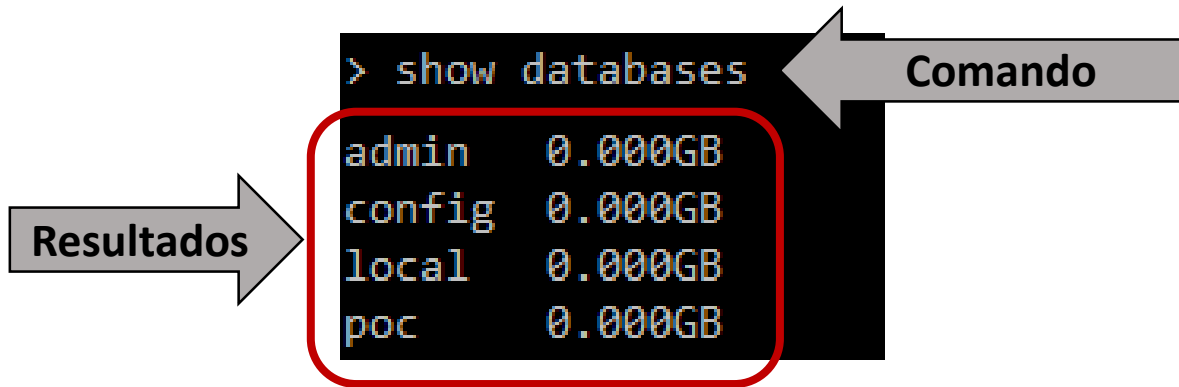 > show databases
Comando
admin 0.000GB
config 0.000GB
Resultados
local 0.000GB
poc 0.000GB